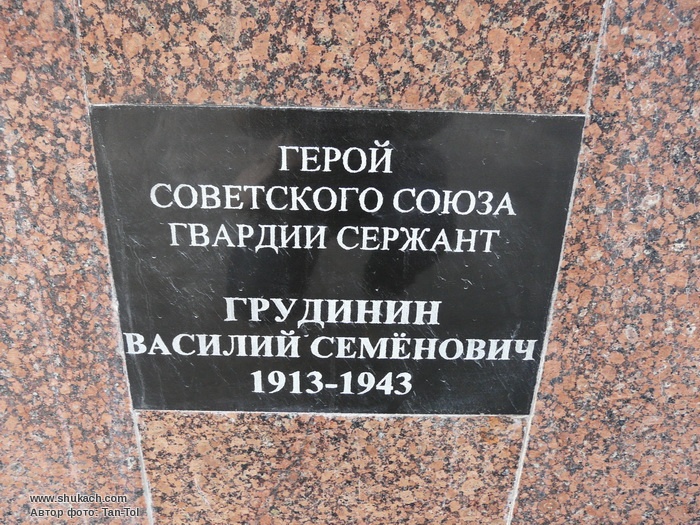 ГЕРОЙ
СОВЕТСКОГО СОЮЗА
ГВАРДИИ СЕРЖАНТ
ГРУДИНИН
ВАСИЛИЙ СЕМЁНОВИЧ
1913-1943
www.shukach.com
Автор фото: Tan-Tol